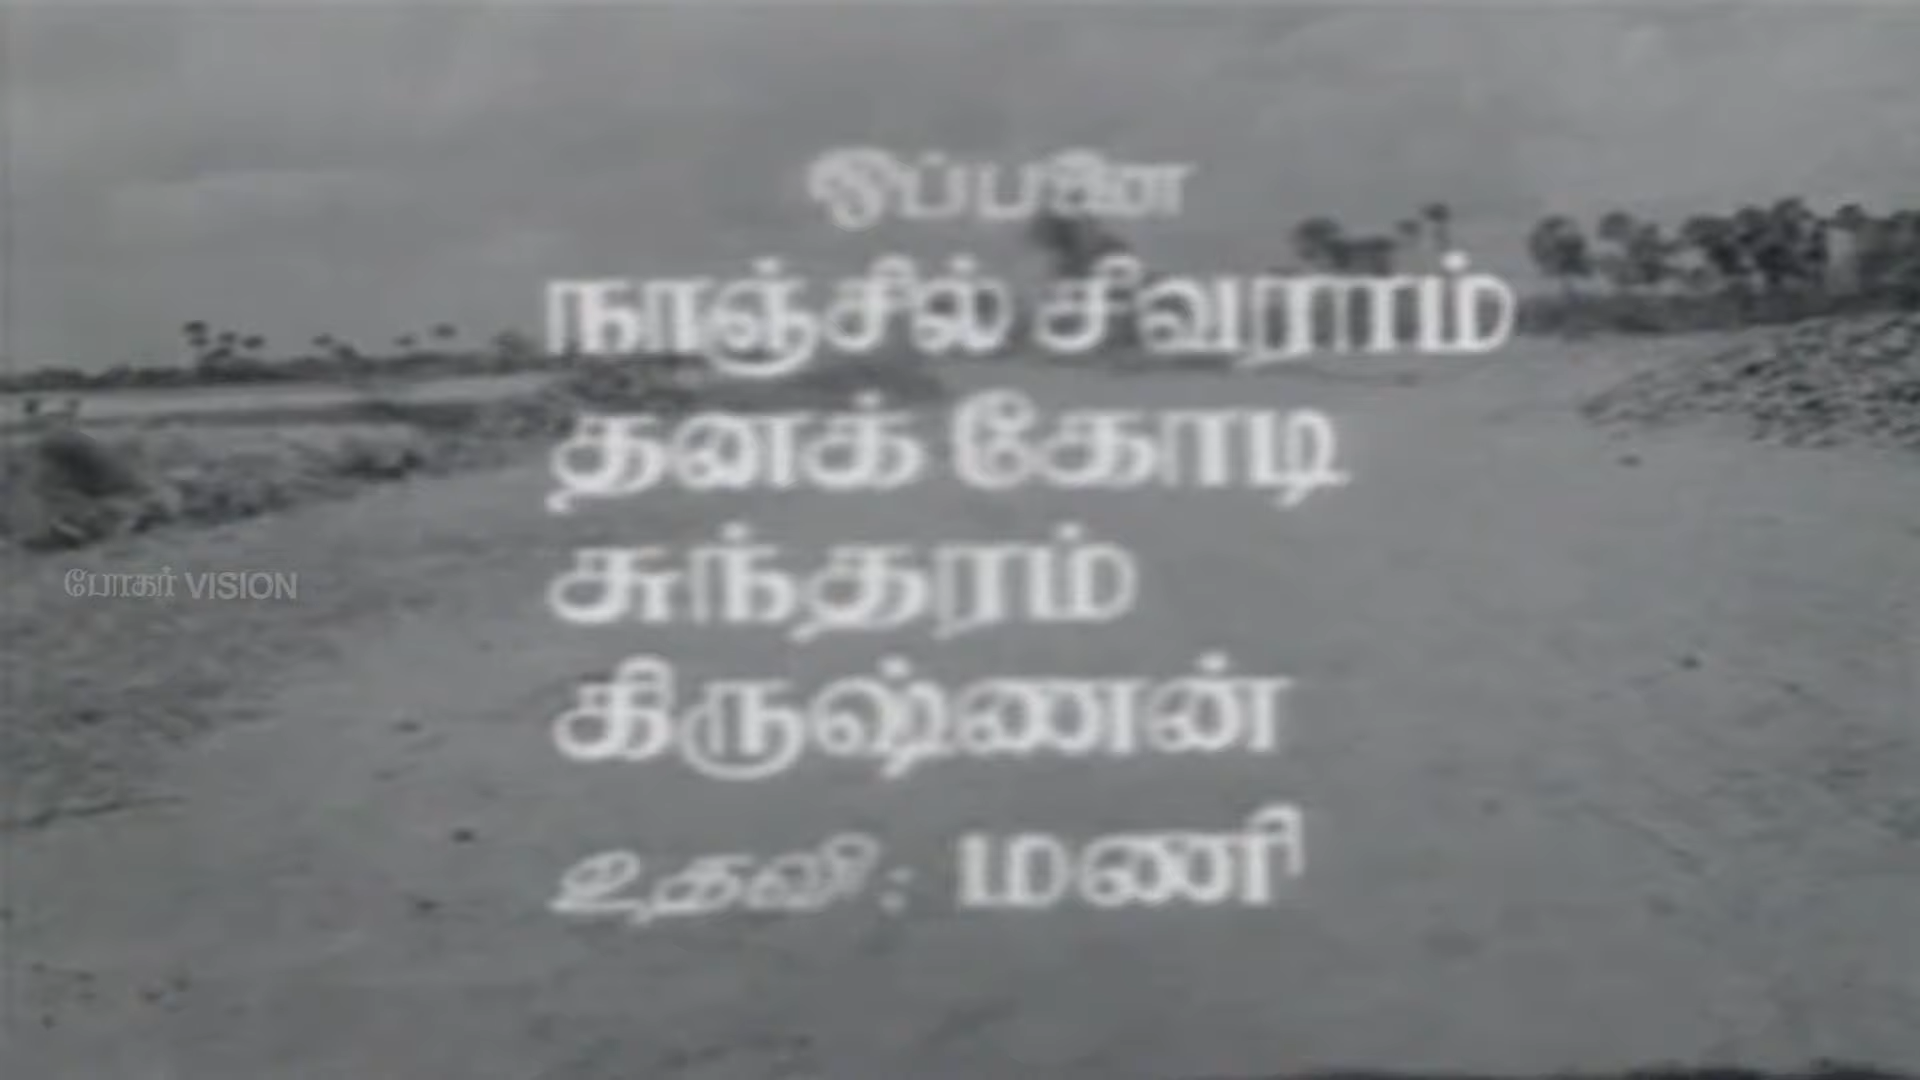 ஒப்பனை
நாஞ்சில் சிவராம்
தனக் கோடி
சுந்தரம்
போகர் VISION
கிருஷ்ணன்
உதவி: மணி